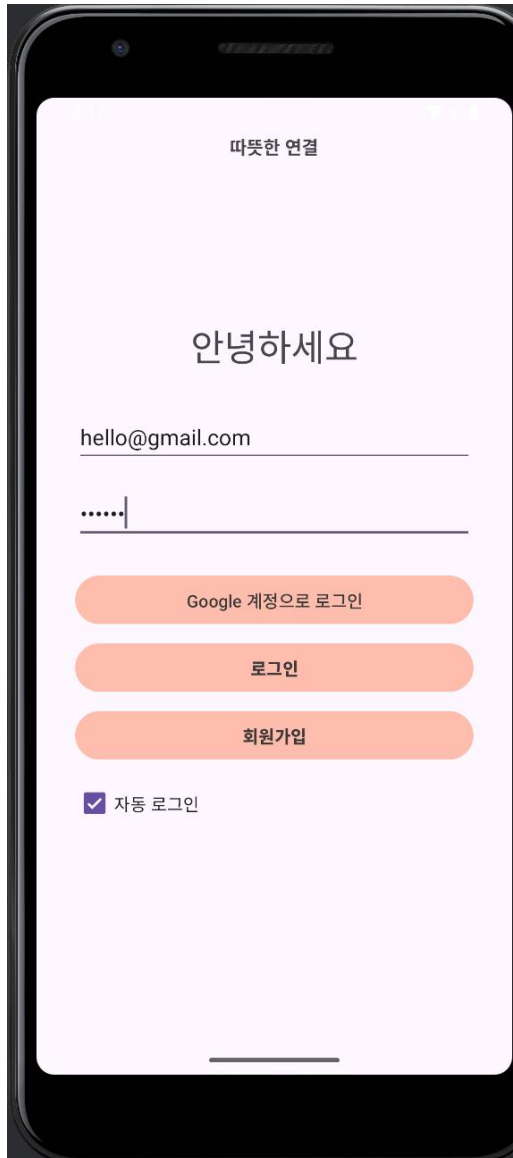 따뜻한 연결
안녕하세요
hello@gmail.com
••••••
Google 계정으로 로그인
로그인
회원가입
자동 로그인